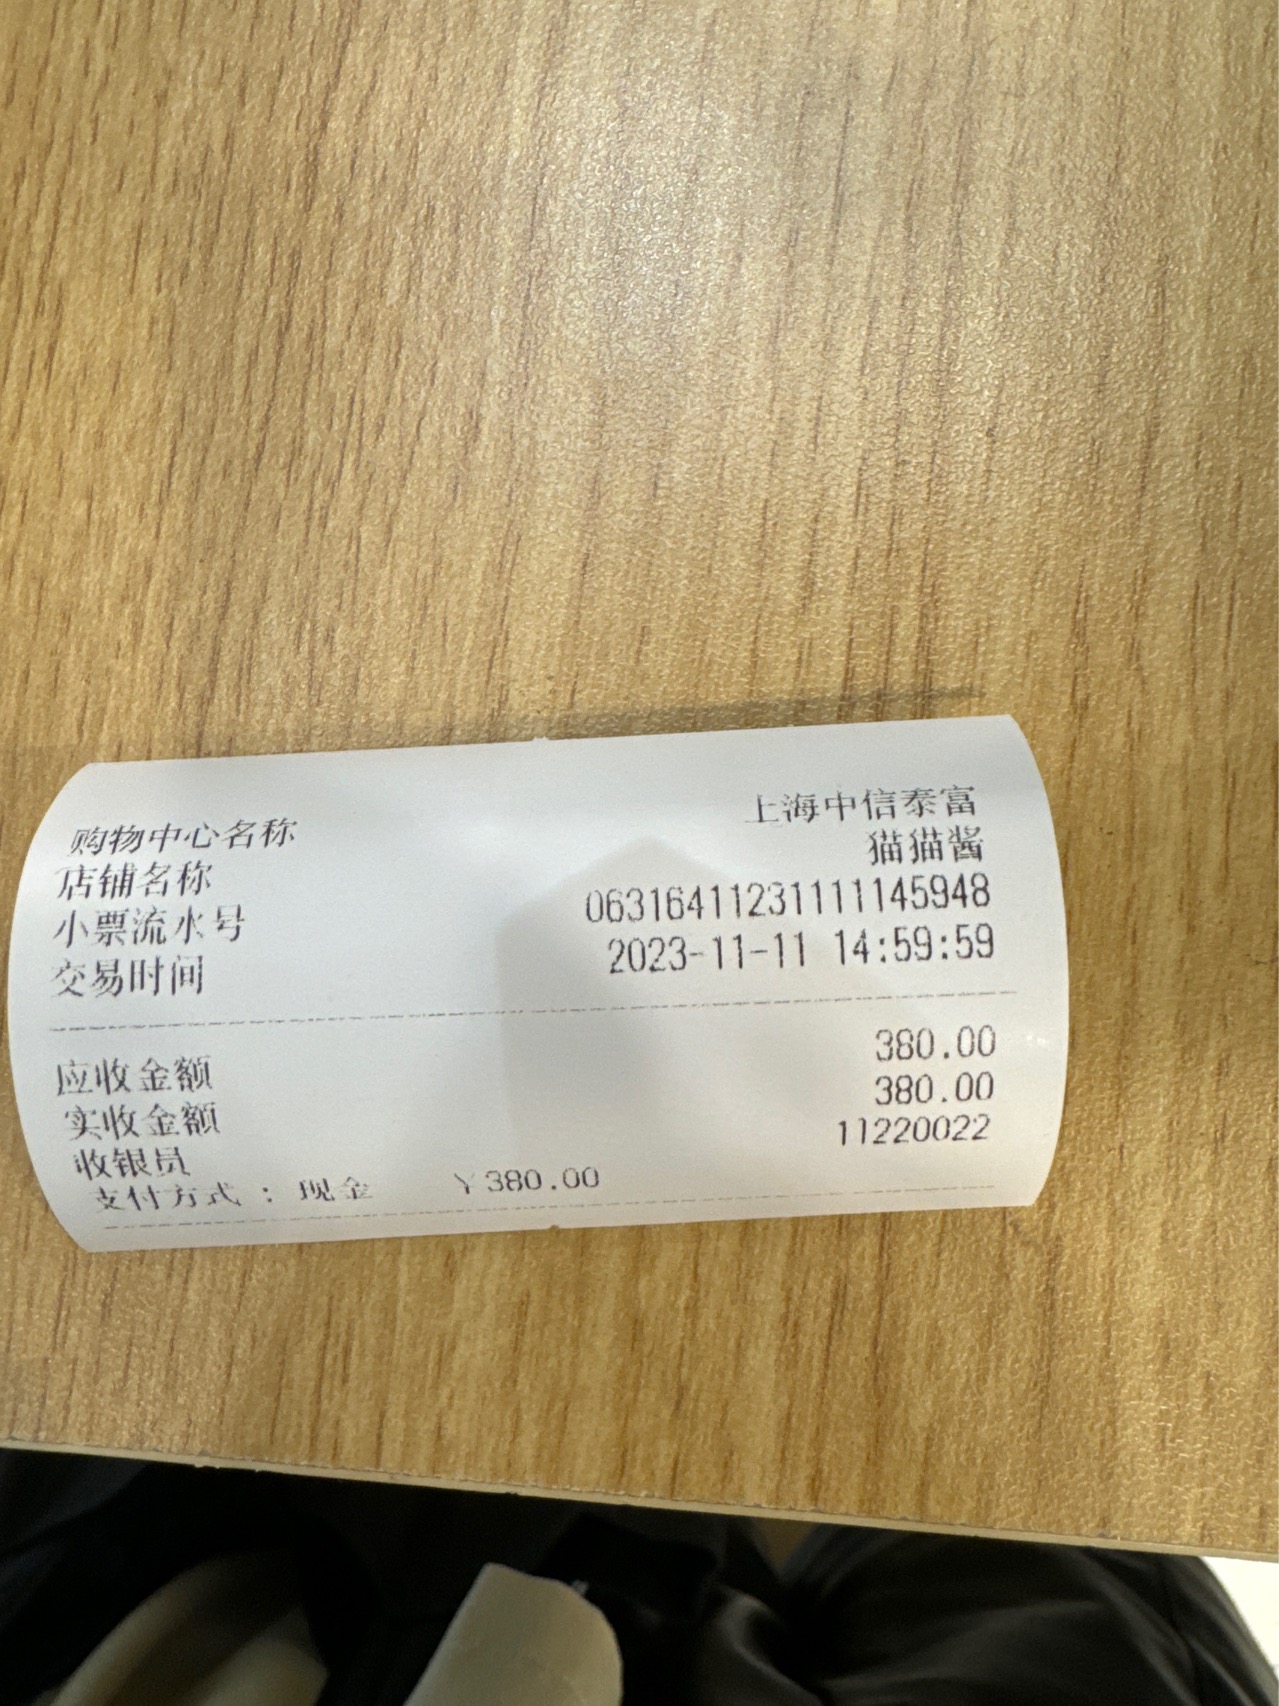 购物中心名称 上海中信泰富
店铺名称 猫猫酱
小票流水号 06316411231111145948
交易时间 2023-11-11 14:59:59
应收金额 380.00
实收金额 380.00
收银员 11220022
支付方式 : 现金 ¥380.00